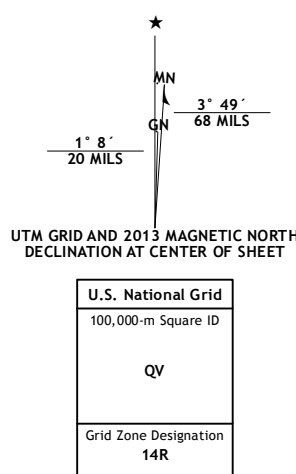 ★
MN
3° 49´
68 MILS
GN
1° 8´
20 MILS
UTM GRID AND 2013 MAGNETIC NORTH
DECLINATION AT CENTER OF SHEET
U.S. National Grid
100,000-m Square ID
QV
Grid Zone Designation
14R